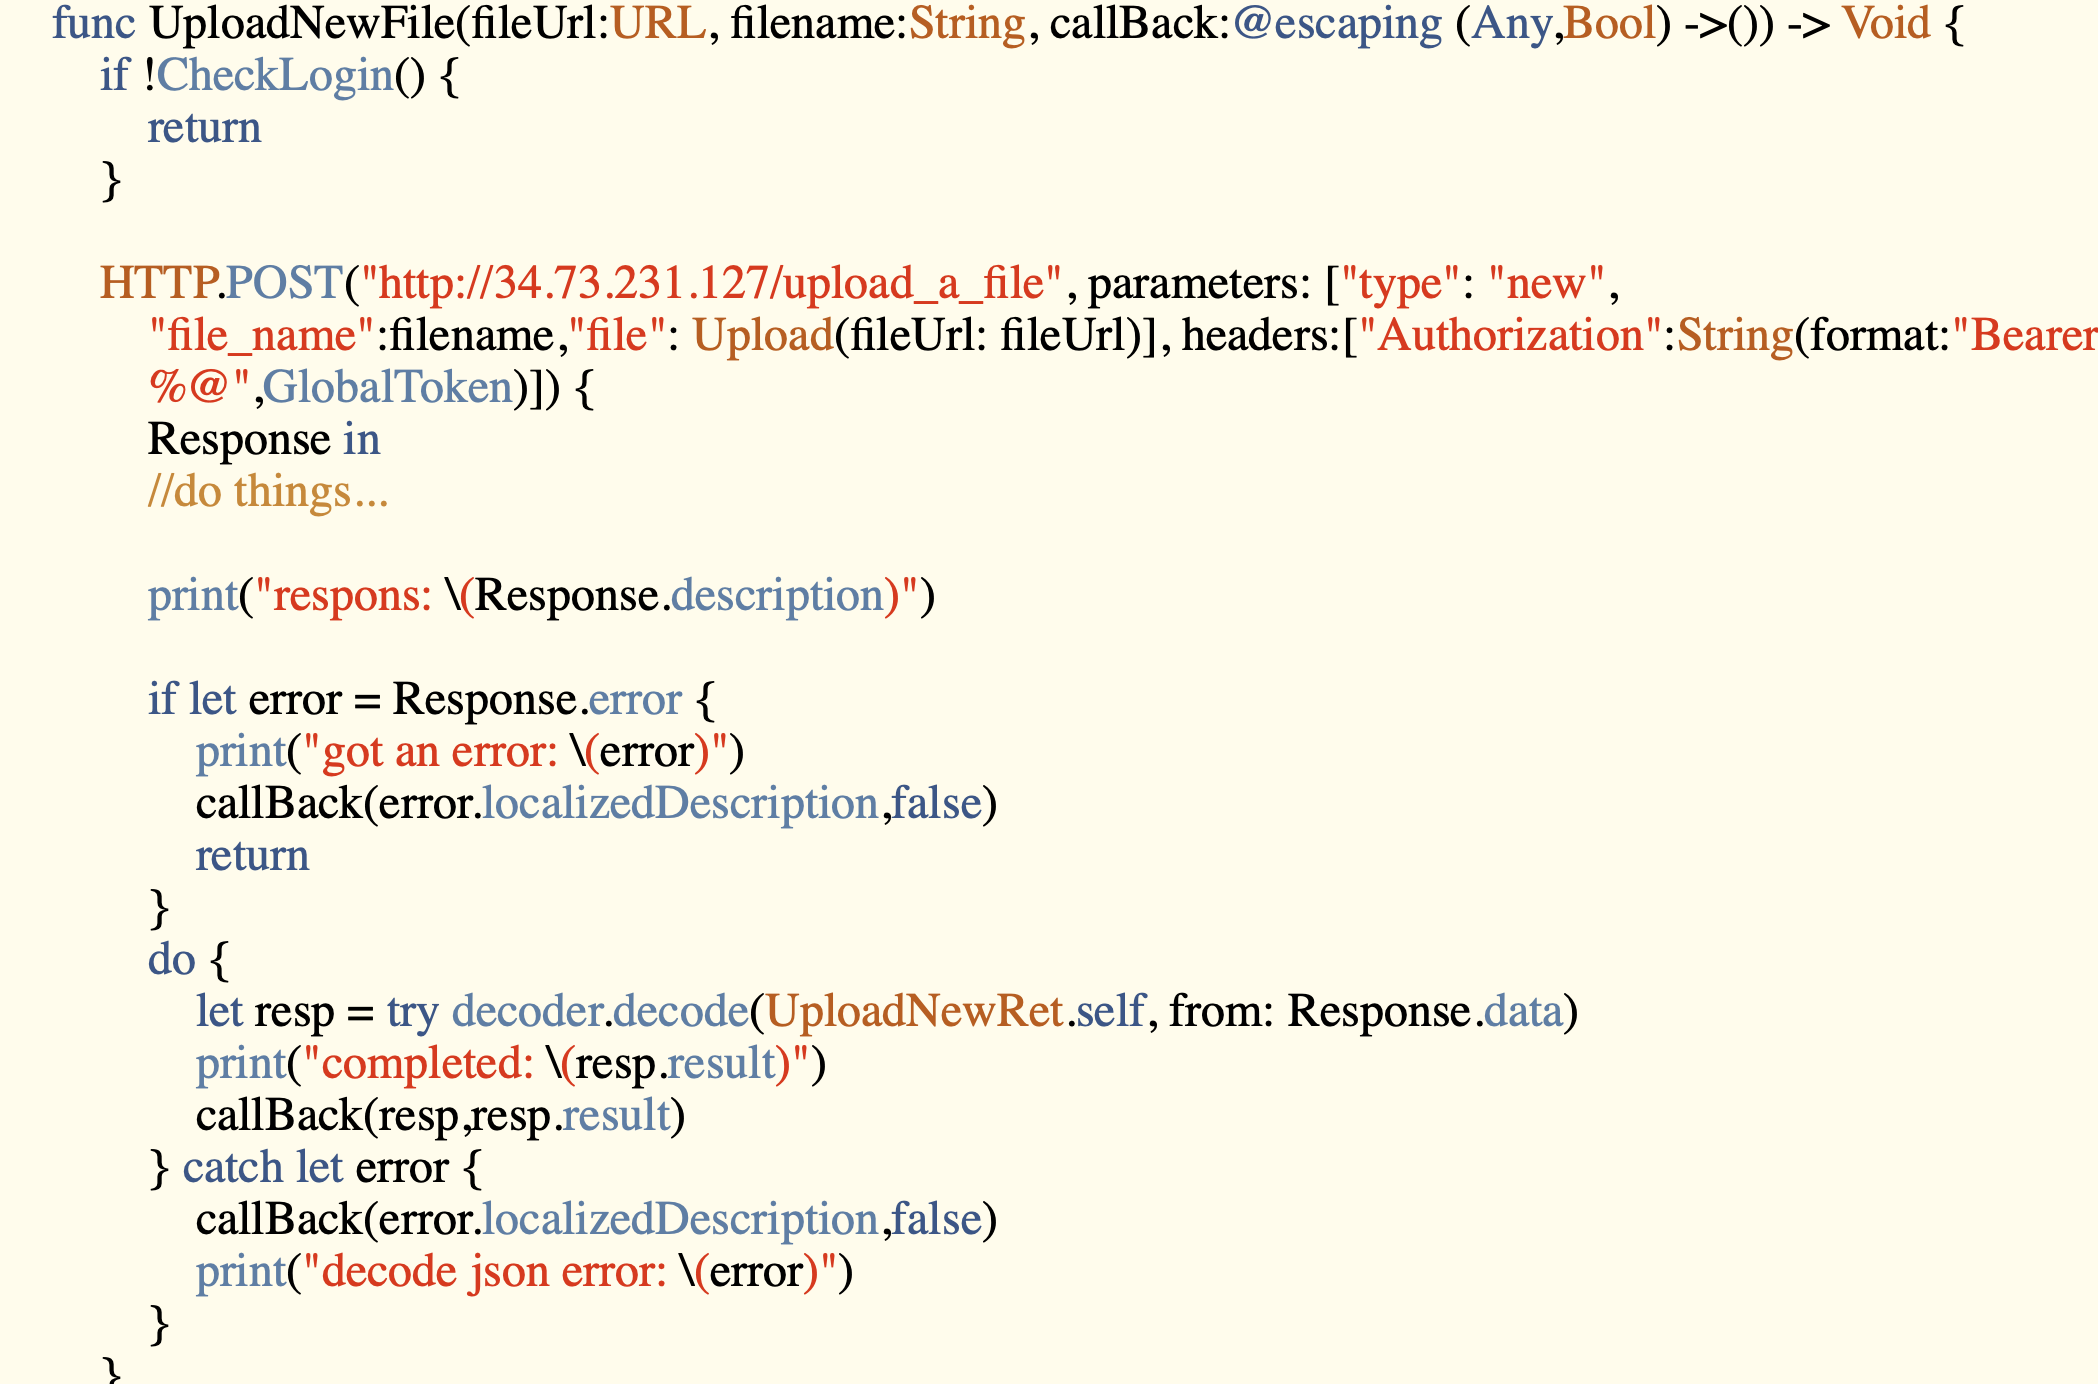 func UploadNewFile(fileUrl:URL, filename:String, callBack:@escaping (Any,Bool) ->()) -> Void {
if !CheckLogin() {
return
}
HTTP.POST("http://34.73.231.127/upload_a_file", parameters: ["type": "new",
"file_name":filename,"file": Upload(fileUrl: fileUrl)], headers:["Authorization":String(format:"Bearer
%@",GlobalToken)]) {
Response in
//do things...
print("respons: \(Response.description)")
if let error = Response.error {
print("got an error: \(error)")
callBack(error.localizedDescription,false)
return
}
do {
let resp = try decoder.decode(UploadNewRet.self, from: Response.data)
print("completed: \(resp.result)")
callBack(resp,resp.result)
} catch let error {
callBack(error.localizedDescription,false)
print("decode json error: \(error)")
}
}